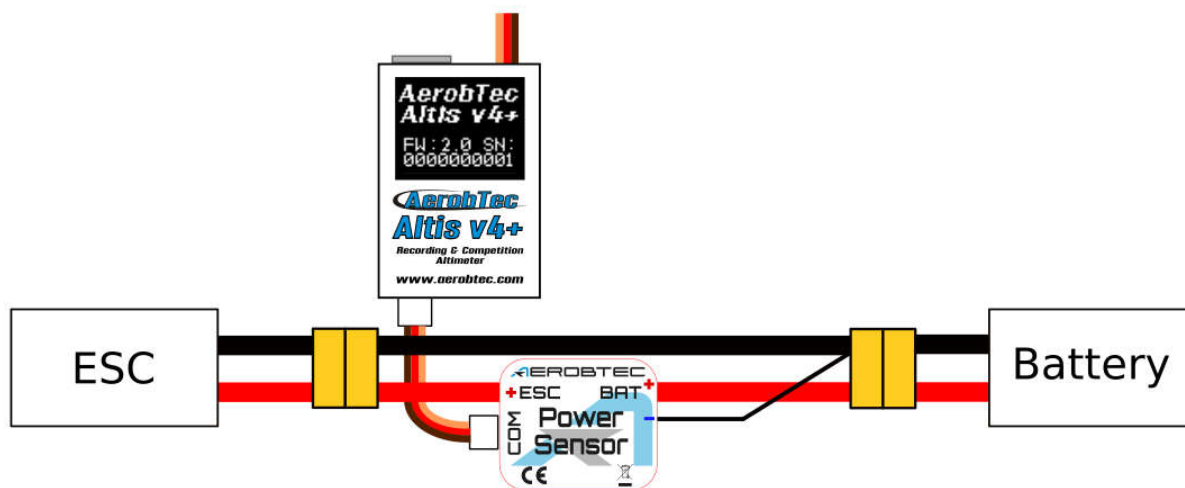 AerobTec
Altis v4+
FW:2.0 SN:
0000000001
AerobTec
Altis v4+
Recording & Competition
Altimeter
www.aerobtec.com
ESC
Battery
AEROBTEC
+ESC BAT+
COM
Power -
Sensor
CE